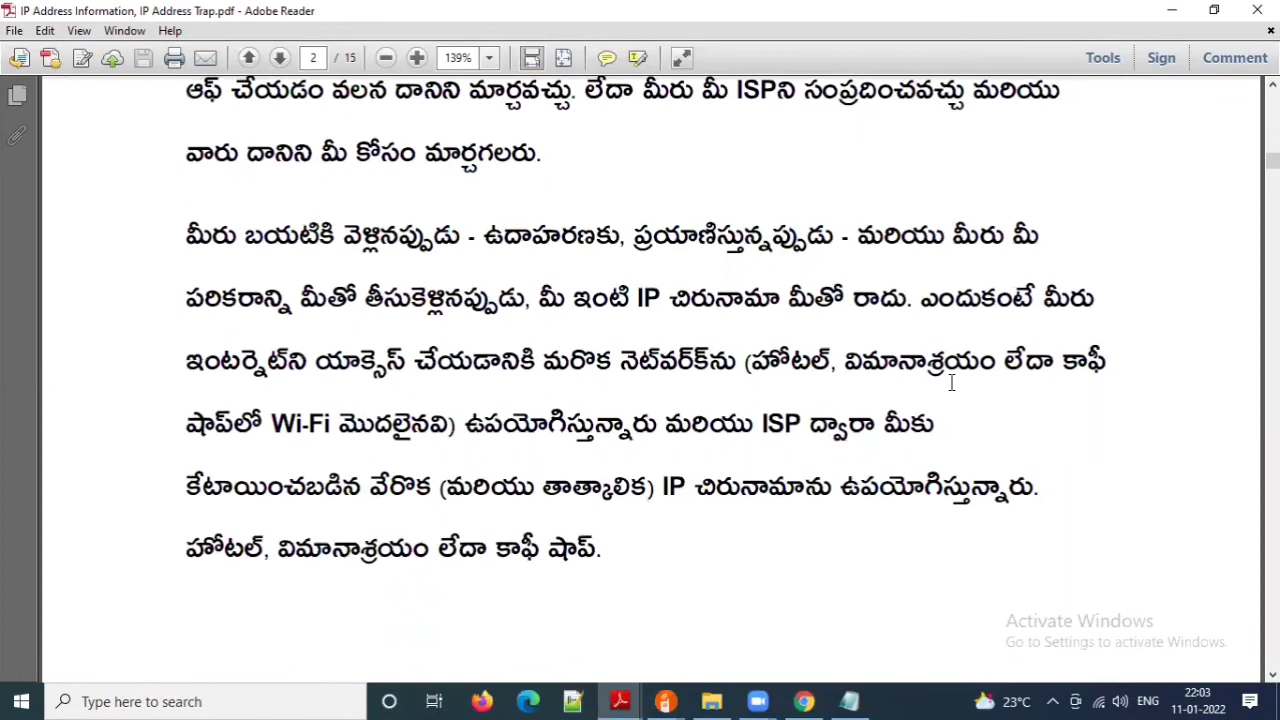 IP Address Information, IP Address Trap.pdf - Adobe Reader
File Edit View Window Help
2 / 15 139% Tools Sign Comment
ఆఫ్ చేయడం వలన దానిని మార్చవచ్చు. లేదా మీరు మీ ISPని సంప్రదించవచ్చు మరియు
వారు దానిని మీ కోసం మార్చగలరు.
మీరు బయటికి వెళ్లినప్పుడు - ఉదాహరణకు, ప్రయాణిస్తున్నప్పుడు - మరియు మీరు మీ
పరికరాన్ని మీతో తీసుకెళ్లినప్పుడు, మీ ఇంటి IP చిరునామా మీతో రాదు. ఎందుకంటే మీరు
ఇంటర్నెట్‌ని యాక్సెస్ చేయడానికి మరొక నెట్‌వర్క్‌ను (హోటల్, విమానాశ్రయం లేదా కాఫీ
షాప్‌లో Wi-Fi మొదలైనవి) ఉపయోగిస్తున్నారు మరియు ISP ద్వారా మీకు
కేటాయించబడిన వేరొక (మరియు తాత్కాలిక) IP చిరునామాను ఉపయోగిస్తున్నారు.
హోటల్, విమానాశ్రయం లేదా కాఫీ షాప్.
Activate Windows
Go to Settings to activate Windows.
Type here to search 23°C ENG 22:03
11-01-2022